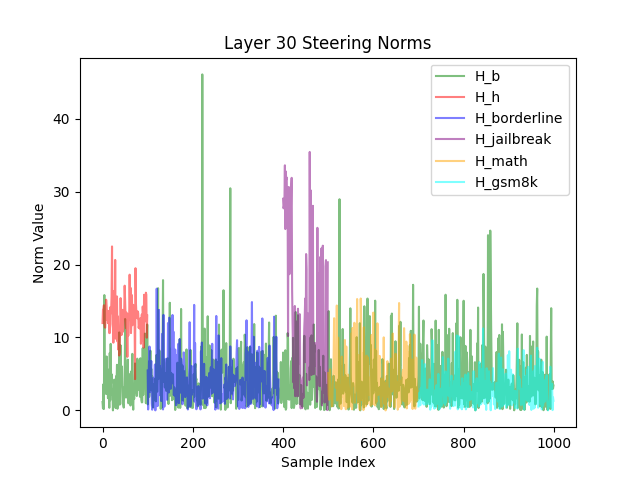 Layer 30 Steering Norms
H_b
H_h
H_borderline
H_jailbreak
H_math
H_gsm8k
Norm Value
40
30
20
10
0
0 200 400 600 800 1000
Sample Index